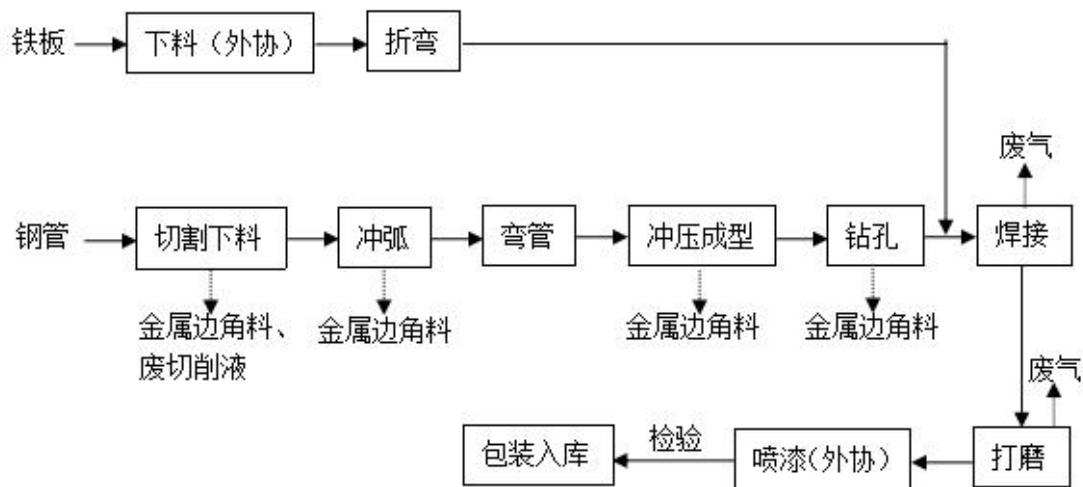 铁板
下料（外协）
折弯
废气
钢管
切割下料
冲弧
弯管
冲压成型
钻孔
焊接
金属边角料、
废切削液
金属边角料
金属边角料
金属边角料
废气
包装入库
检验
喷漆（外协）
打磨